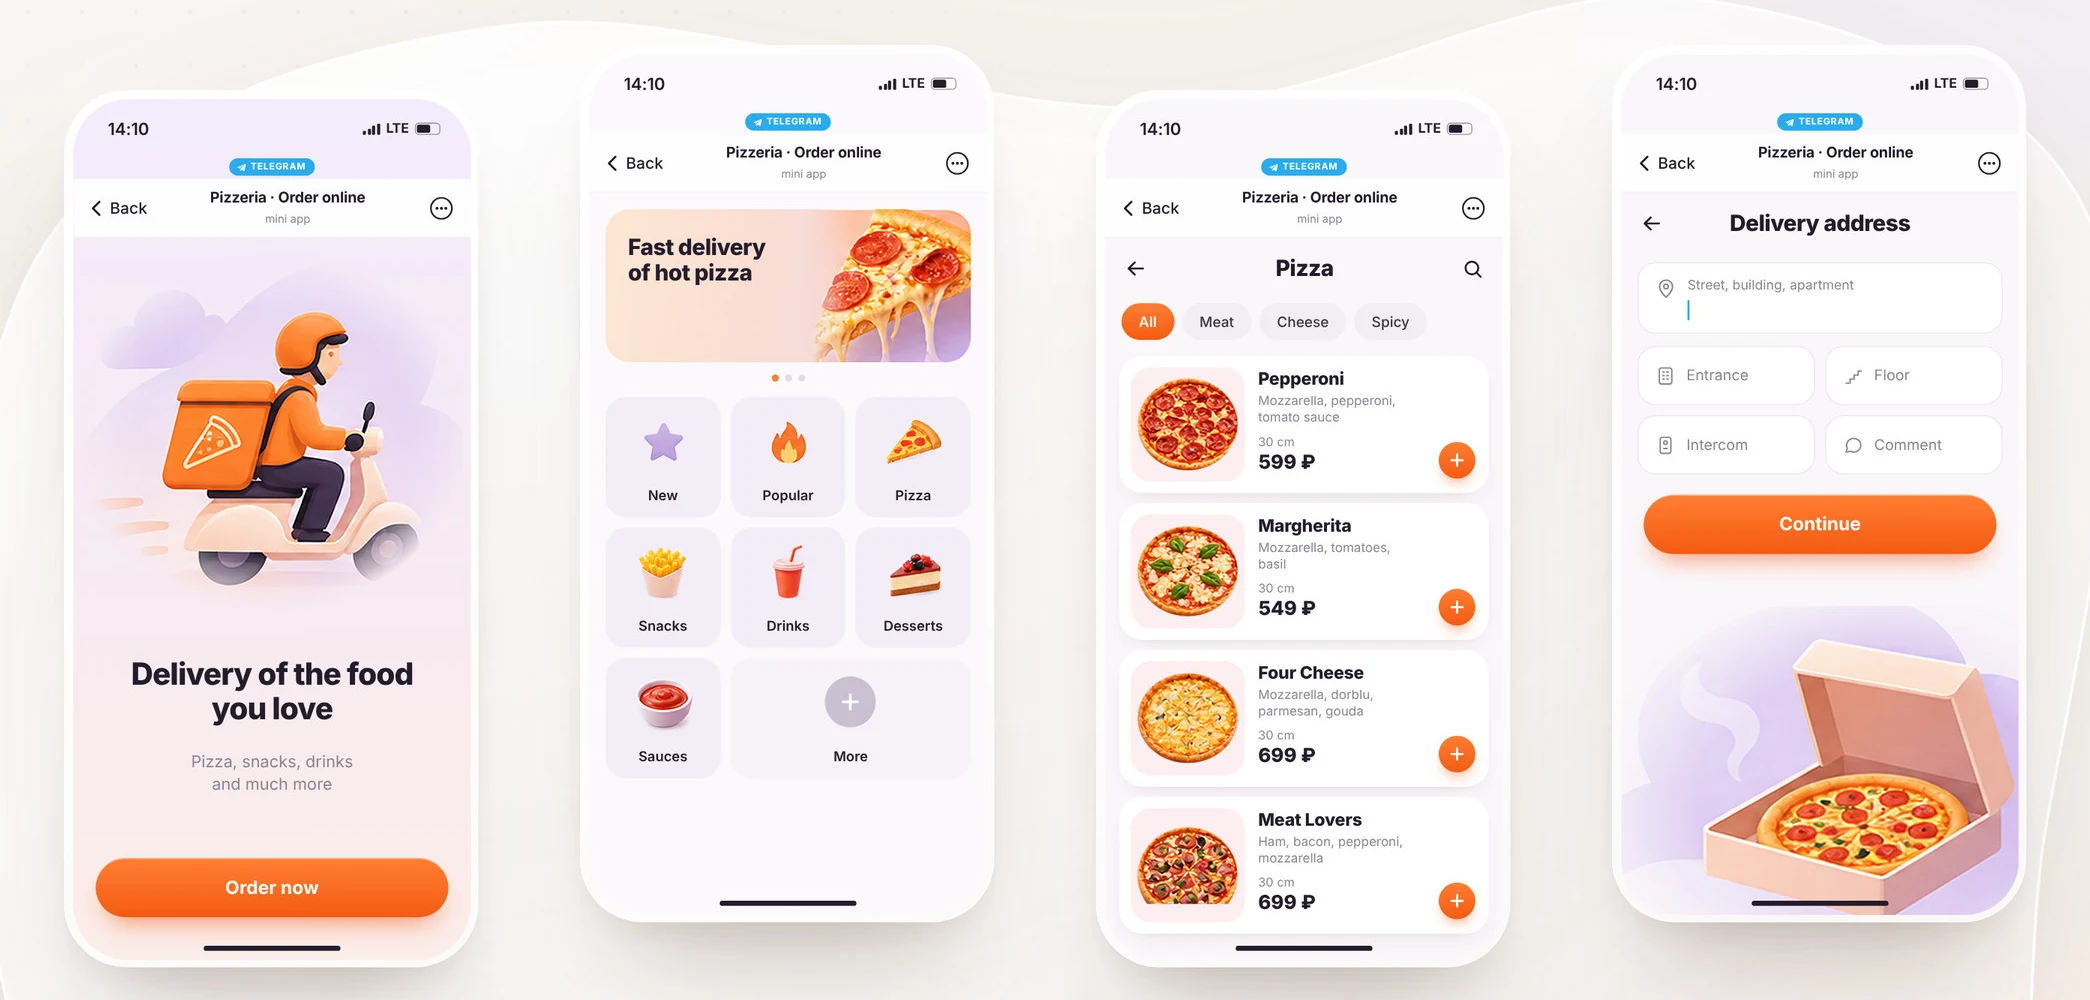 14:10
LTE
TELEGRAM
Back
Pizzeria · Order online
mini app
Delivery of the food
you love
Pizza, snacks, drinks
and much more
Order now
14:10
LTE
TELEGRAM
Back
Pizzeria · Order online
mini app
Fast delivery
of hot pizza
New
Popular
Pizza
Snacks
Drinks
Desserts
Sauces
More
14:10
LTE
TELEGRAM
Back
Pizzeria · Order online
mini app
Pizza
All
Meat
Cheese
Spicy
Pepperoni
Mozzarella, pepperoni,
tomato sauce
30 cm
599 ₽
Margherita
Mozzarella, tomatoes,
basil
30 cm
549 ₽
Four Cheese
Mozzarella, dorblu,
parmesan, gouda
30 cm
699 ₽
Meat Lovers
Ham, bacon, pepperoni,
mozzarella
30 cm
699 ₽
14:10
LTE
TELEGRAM
Back
Pizzeria · Order online
mini app
Delivery address
Street, building, apartment
Entrance
Floor
Intercom
Comment
Continue